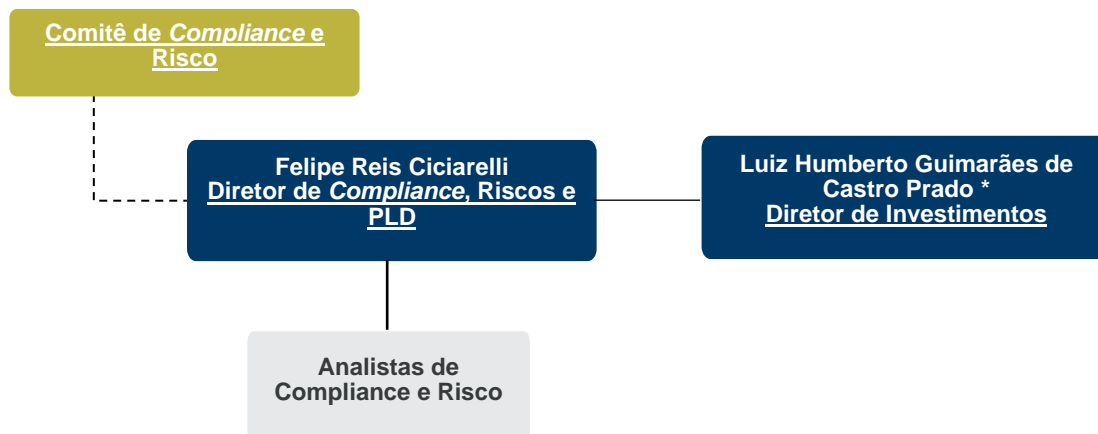 Comitê de Compliance e
Risco
Felipe Reis Ciciarelli
Diretor de Compliance, Riscos e
PLD
Luiz Humberto Guimarães de
Castro Prado *
Diretor de Investimentos
Analistas de
Compliance e Risco